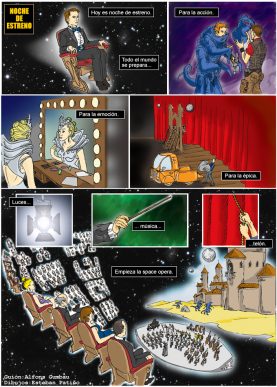 NOCHE
DE
ESTRENO
Hoy es noche de estreno.
Todo el mundo
se prepara...
Para la acción.
Para la emoción.
Para la épica.
Luces...
... música...
...telón.
Empieza la space opera.
Guión:Alfons Gumbau
Dibujos:Esteban Patiño